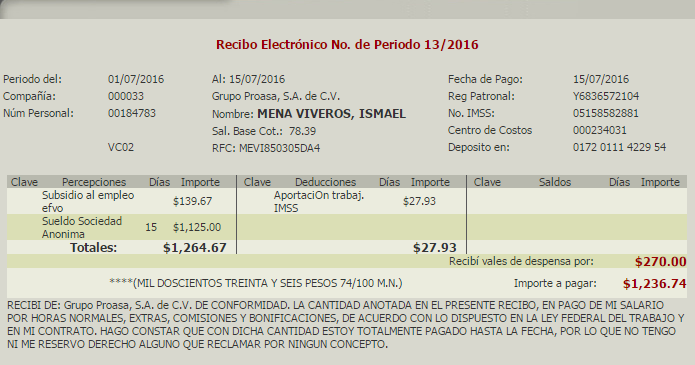 Recibo Electrónico No. de Periodo 13/2016
Periodo del: 01/07/2016 Al: 15/07/2016 Fecha de Pago: 15/07/2016
Compañía: 000033 Grupo Proasa, S.A. de C.V. Reg Patronal: Y6836572104
Núm Personal: 00184783 Nombre: MENA VIVEROS, ISMAEL No. IMSS: 05158582881
Sal. Base Cot.: 78.39 Centro de Costos 000234031
VC02 RFC: MEVI850305DA4 Deposito en: 0172 0111 4229 54
Clave Percepciones Días Importe Clave Deducciones Días Importe Clave Saldos Días Importe
Subsidio al empleo efvo $139.67 AportaciOn trabaj. IMSS $27.93
Sueldo Sociedad Anonima 15 $1,125.00
Totales: $1,264.67 $27.93
Recibí vales de despensa por: $270.00
****(MIL DOSCIENTOS TREINTA Y SEIS PESOS 74/100 M.N.) Importe a pagar: $1,236.74
RECIBI DE: Grupo Proasa, S.A. de C.V. DE CONFORMIDAD. LA CANTIDAD ANOTADA EN EL PRESENTE RECIBO, EN PAGO DE MI SALARIO
POR HORAS NORMALES, EXTRAS, COMISIONES Y BONIFICACIONES, DE ACUERDO CON LO DISPUESTO EN LA LEY FEDERAL DEL TRABAJO Y
EN MI CONTRATO. HAGO CONSTAR QUE CON DICHA CANTIDAD ESTOY TOTALMENTE PAGADO HASTA LA FECHA, POR LO QUE NO TENGO
NI ME RESERVO DERECHO ALGUNO QUE RECLAMAR POR NINGUN CONCEPTO.